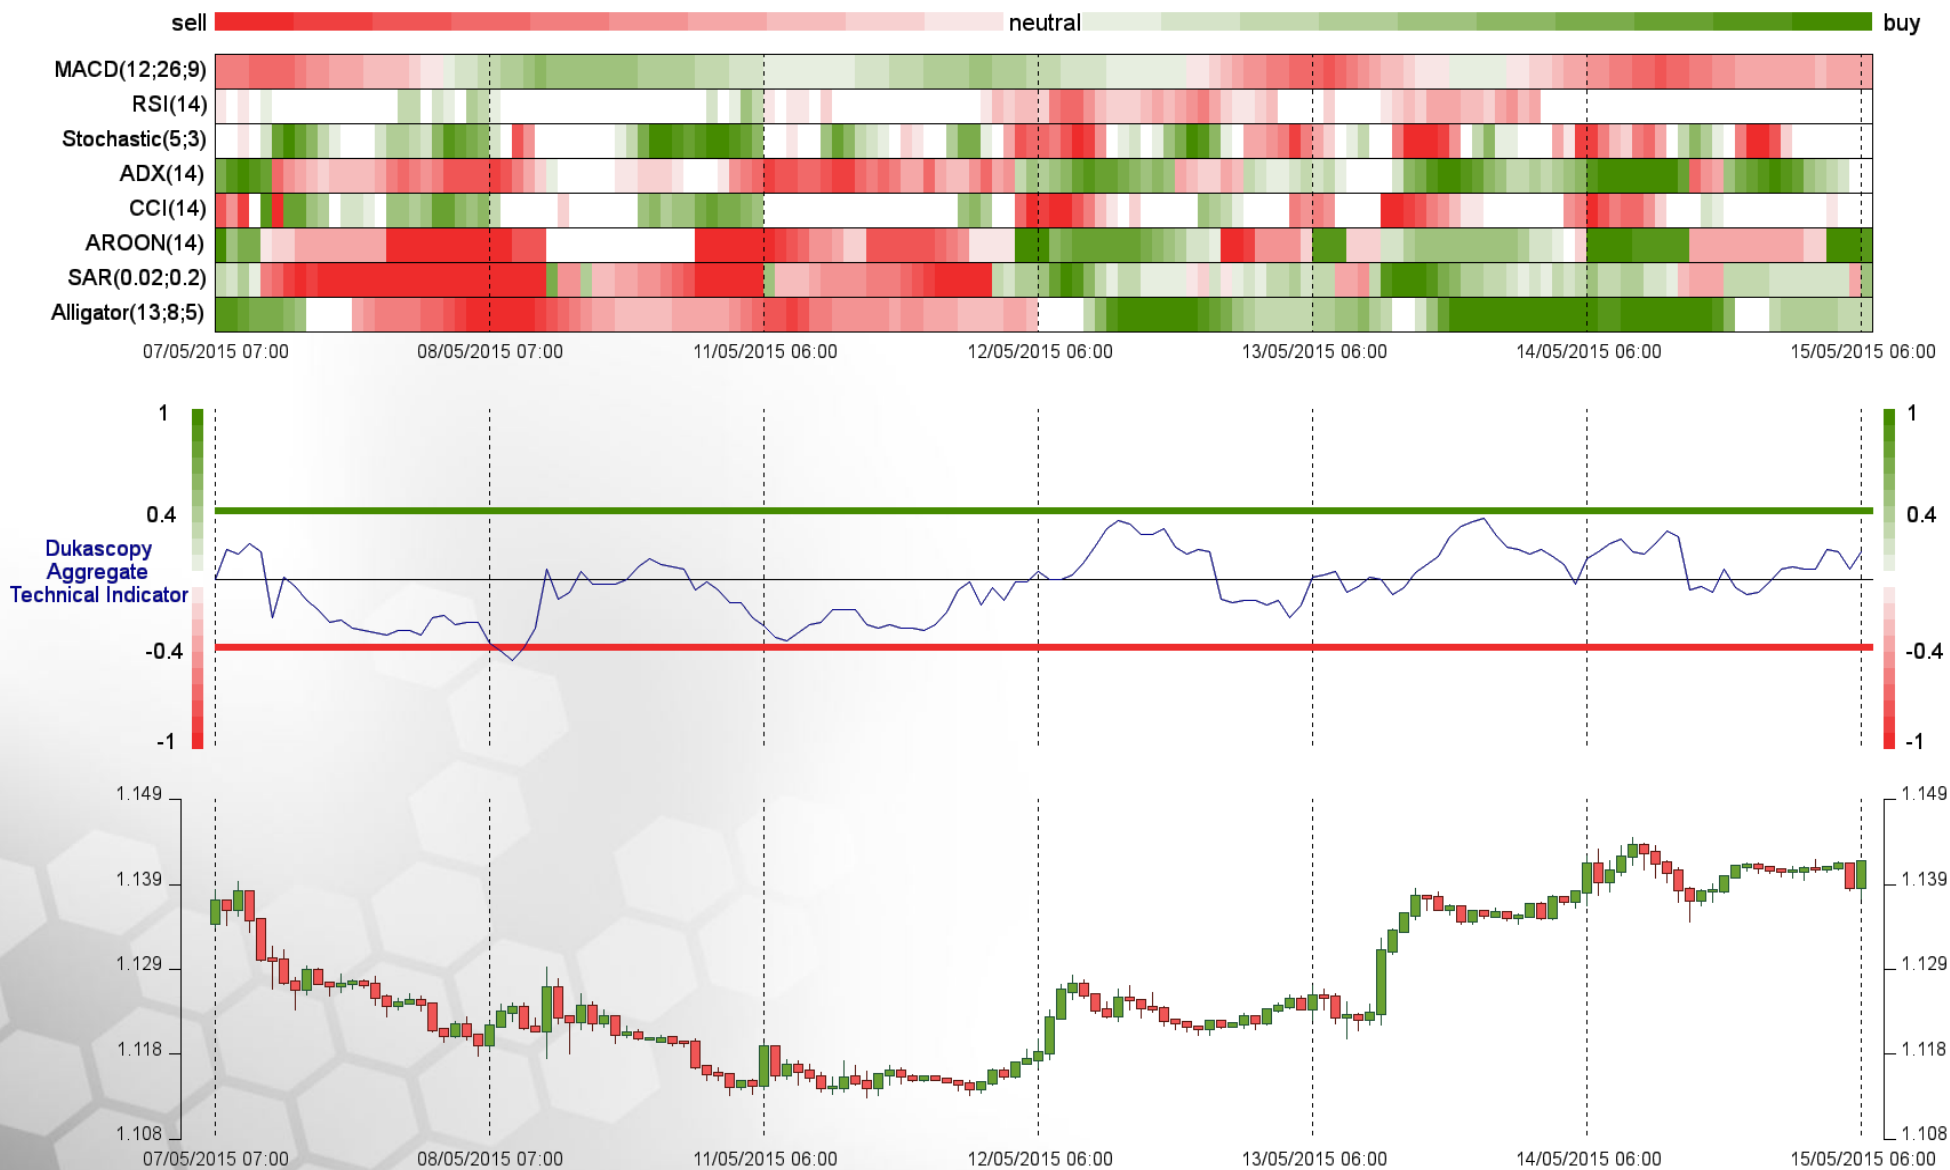 sell neutral buy
MACD(12;26;9)
RSI(14)
Stochastic(5;3)
ADX(14)
CCI(14)
AROON(14)
SAR(0.02;0.2)
Alligator(13;8;5)
07/05/2015 07:00 08/05/2015 07:00 11/05/2015 06:00 12/05/2015 06:00 13/05/2015 06:00 14/05/2015 06:00 15/05/2015 06:00
1 1
0.4 0.4
Dukascopy
Aggregate
Technical Indicator
-0.4 -0.4
-1 -1
1.149 1.149
1.139 1.139
1.129 1.129
1.118 1.118
1.108 1.108
07/05/2015 07:00 08/05/2015 07:00 11/05/2015 06:00 12/05/2015 06:00 13/05/2015 06:00 14/05/2015 06:00 15/05/2015 06:00